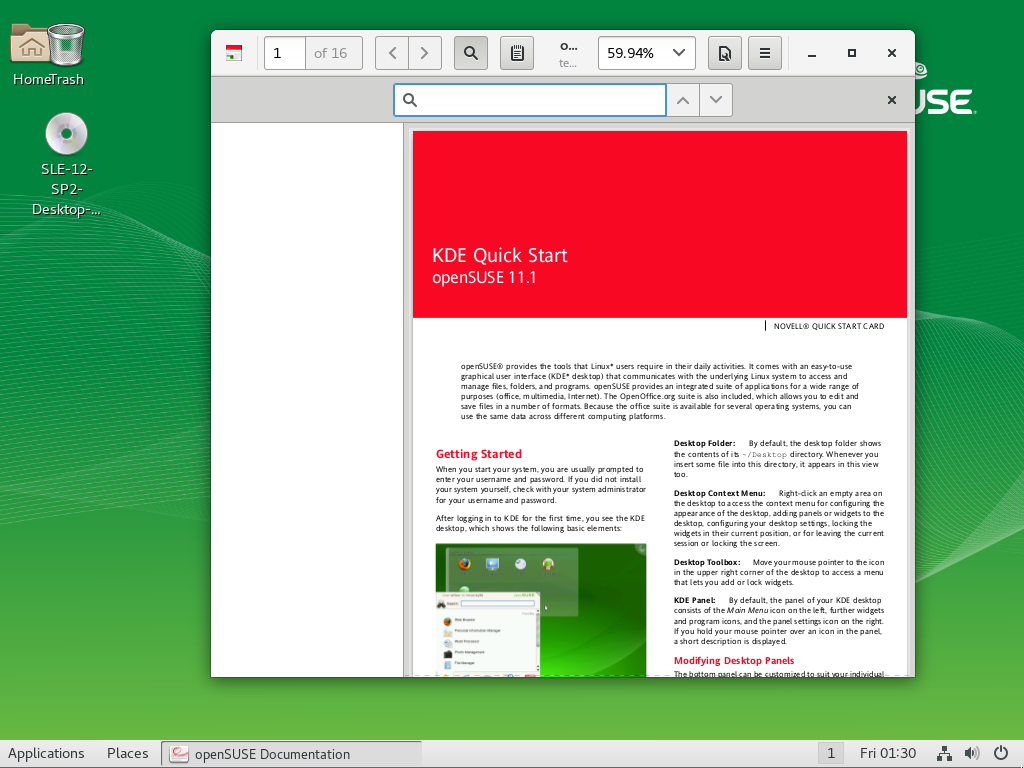 Home
Trash
SLE-12-
SP2-
Desktop-...
1
of 16
o...
te...
59.94%
USE
KDE Quick Start
openSUSE 11.1
NOVELL® QUICK START CARD
openSUSE® provides the tools that Linux* users require in their daily activities. It comes with an easy-to-use
graphical user interface (KDE* desktop) that communicates with the underlying Linux system to access and
manage files, folders, and programs. openSUSE provides an integrated suite of applications for a wide range of
purposes (office, multimedia, Internet). The OpenOffice.org suite is also included, which allows you to edit and
save files in a number of formats. Because the office suite is available for several operating systems, you can
use the same data across different computing platforms.
Getting Started
When you start your system, you are usually prompted to
enter your username and password. If you did not install
your system yourself, check with your system administrator
for your username and password.
After logging in to KDE for the first time, you see the KDE
desktop, which shows the following basic elements:
Search:
Web Browser
Personal Information Manager
Word Processor
Photo Management
File Manager
Desktop Folder: By default, the desktop folder shows
the contents of its ~/Desktop directory. Whenever you
insert some file into this directory, it appears in this view
too.
Desktop Context Menu: Right-click an empty area on
the desktop to access the context menu for configuring the
appearance of the desktop, adding panels or widgets to the
desktop, configuring your desktop settings, locking the
widgets in their current position, or for leaving the current
session or locking the screen.
Desktop Toolbox: Move your mouse pointer to the icon
in the upper right corner of the desktop to access a menu
that lets you add or lock widgets.
KDE Panel: By default, the panel of your KDE desktop
consists of the Main Menu icon on the left, further widgets
and program icons, and the panel settings icon on the right.
If you hold your mouse pointer over an icon in the panel,
a short description is displayed.
Modifying Desktop Panels
The bottom panel can be customized to suit your individual
Applications
Places
openSUSE Documentation
1
Fri 01:30